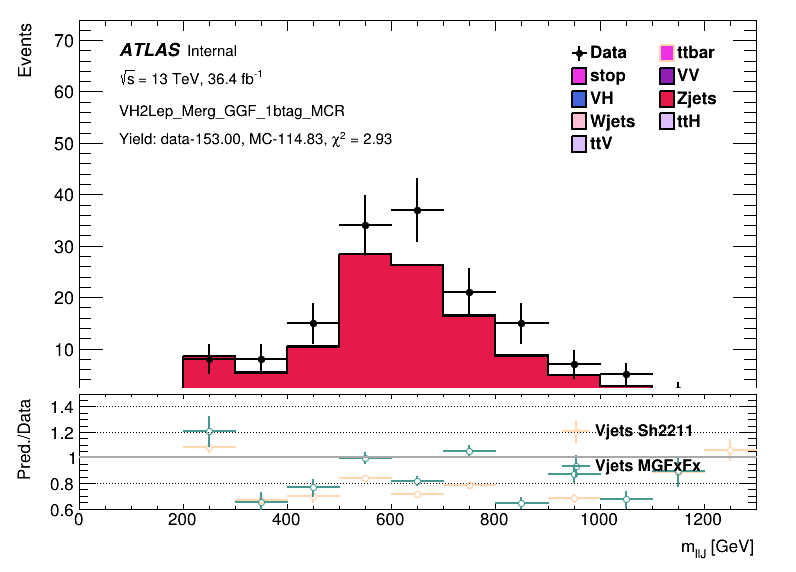 Events
70
60
50
40
30
20
10
ATLAS Internal
√s = 13 TeV, 36.4 fb⁻¹
VH2Lep_Merg_GGF_1btag_MCR
Yield: data-153.00, MC-114.83, χ² = 2.93
Data ttbar
stop VV
VH Zjets
Wjets ttH
ttV
Pred./Data
1.4
1.2
1
0.8
0.6
Vjets Sh2211
Vjets MGFxFx
0 200 400 600 800 1000 1200
m_llJ [GeV]